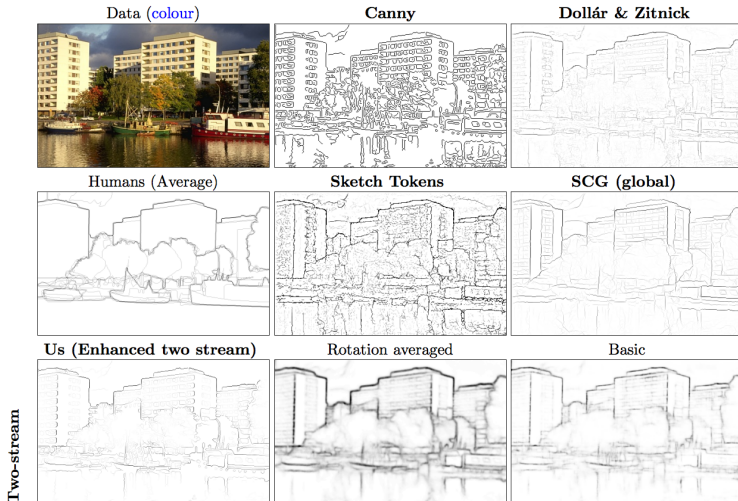 Data (colour)
Canny
Dollár & Zitnick
Humans (Average)
Sketch Tokens
SCG (global)
Us (Enhanced two stream)
Rotation averaged
Basic
Two-stream